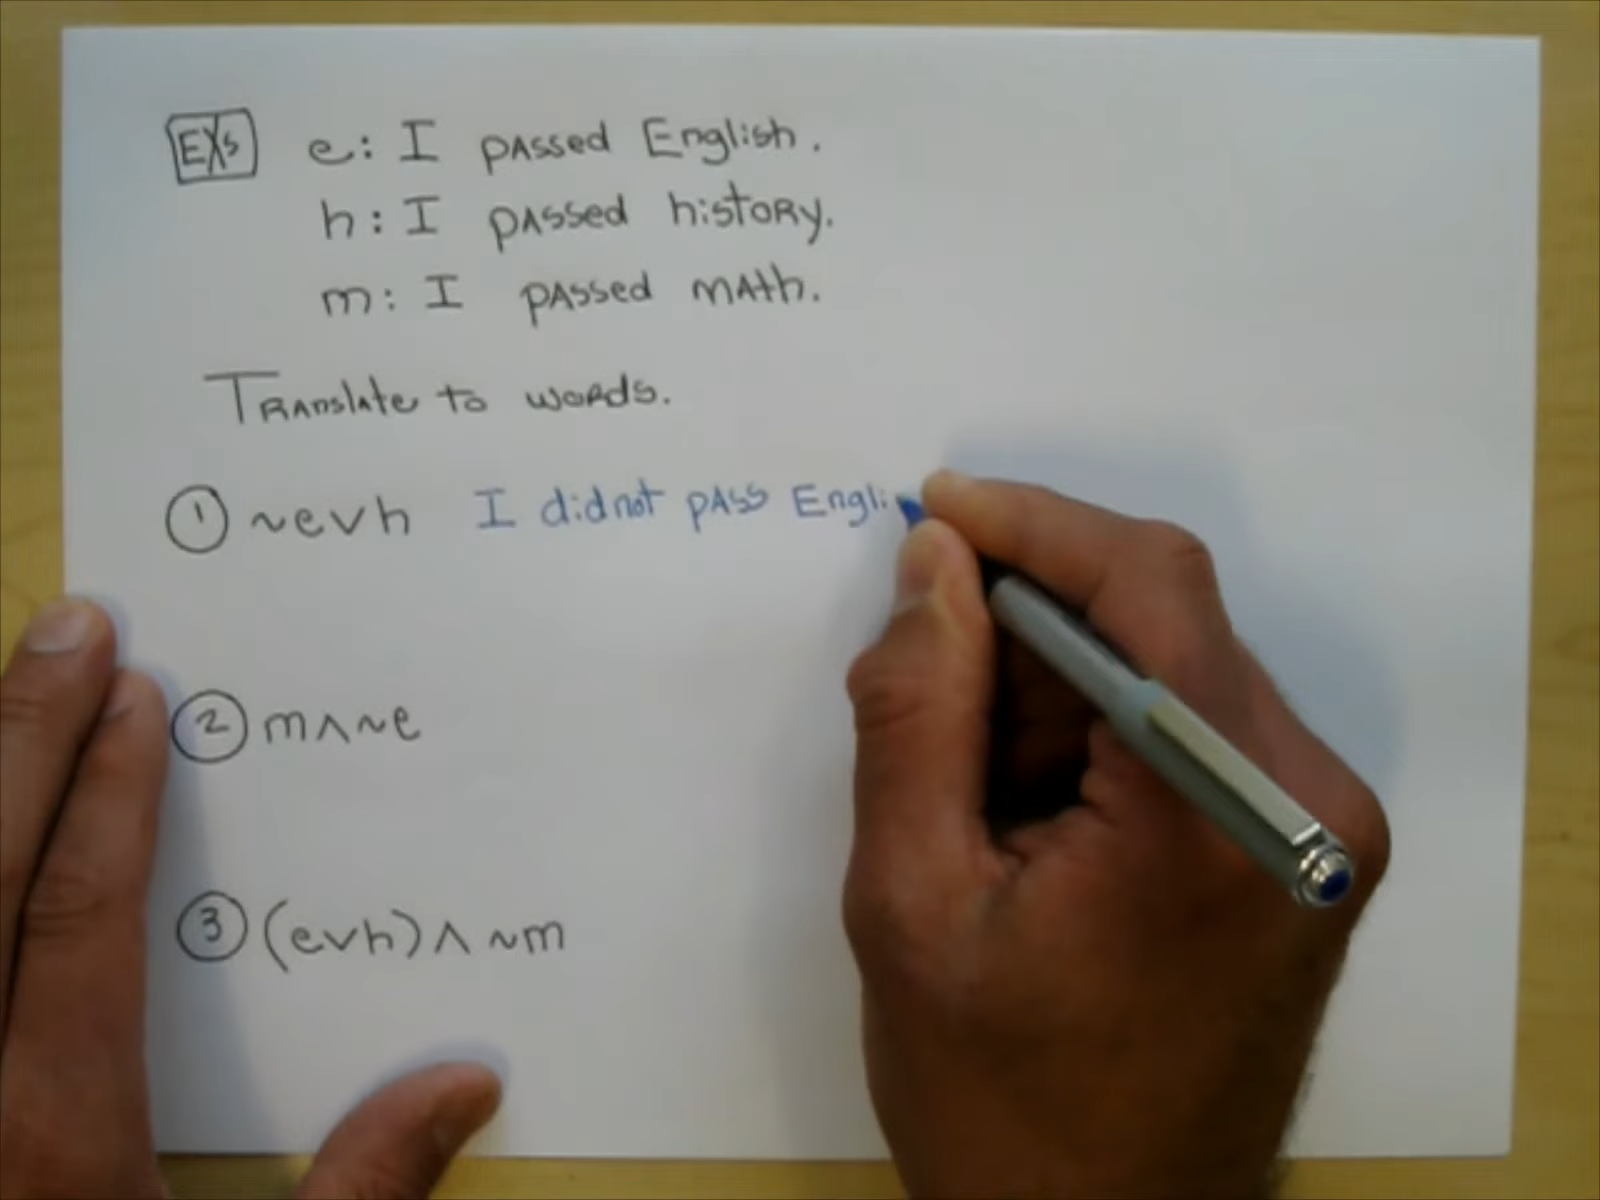 EXs e: I passed English.
h: I passed history.
m: I passed math.
Translate to words.
1 ~e∨h I did not pass Engli
2 m∧~e
3 (e∨h)∧~m